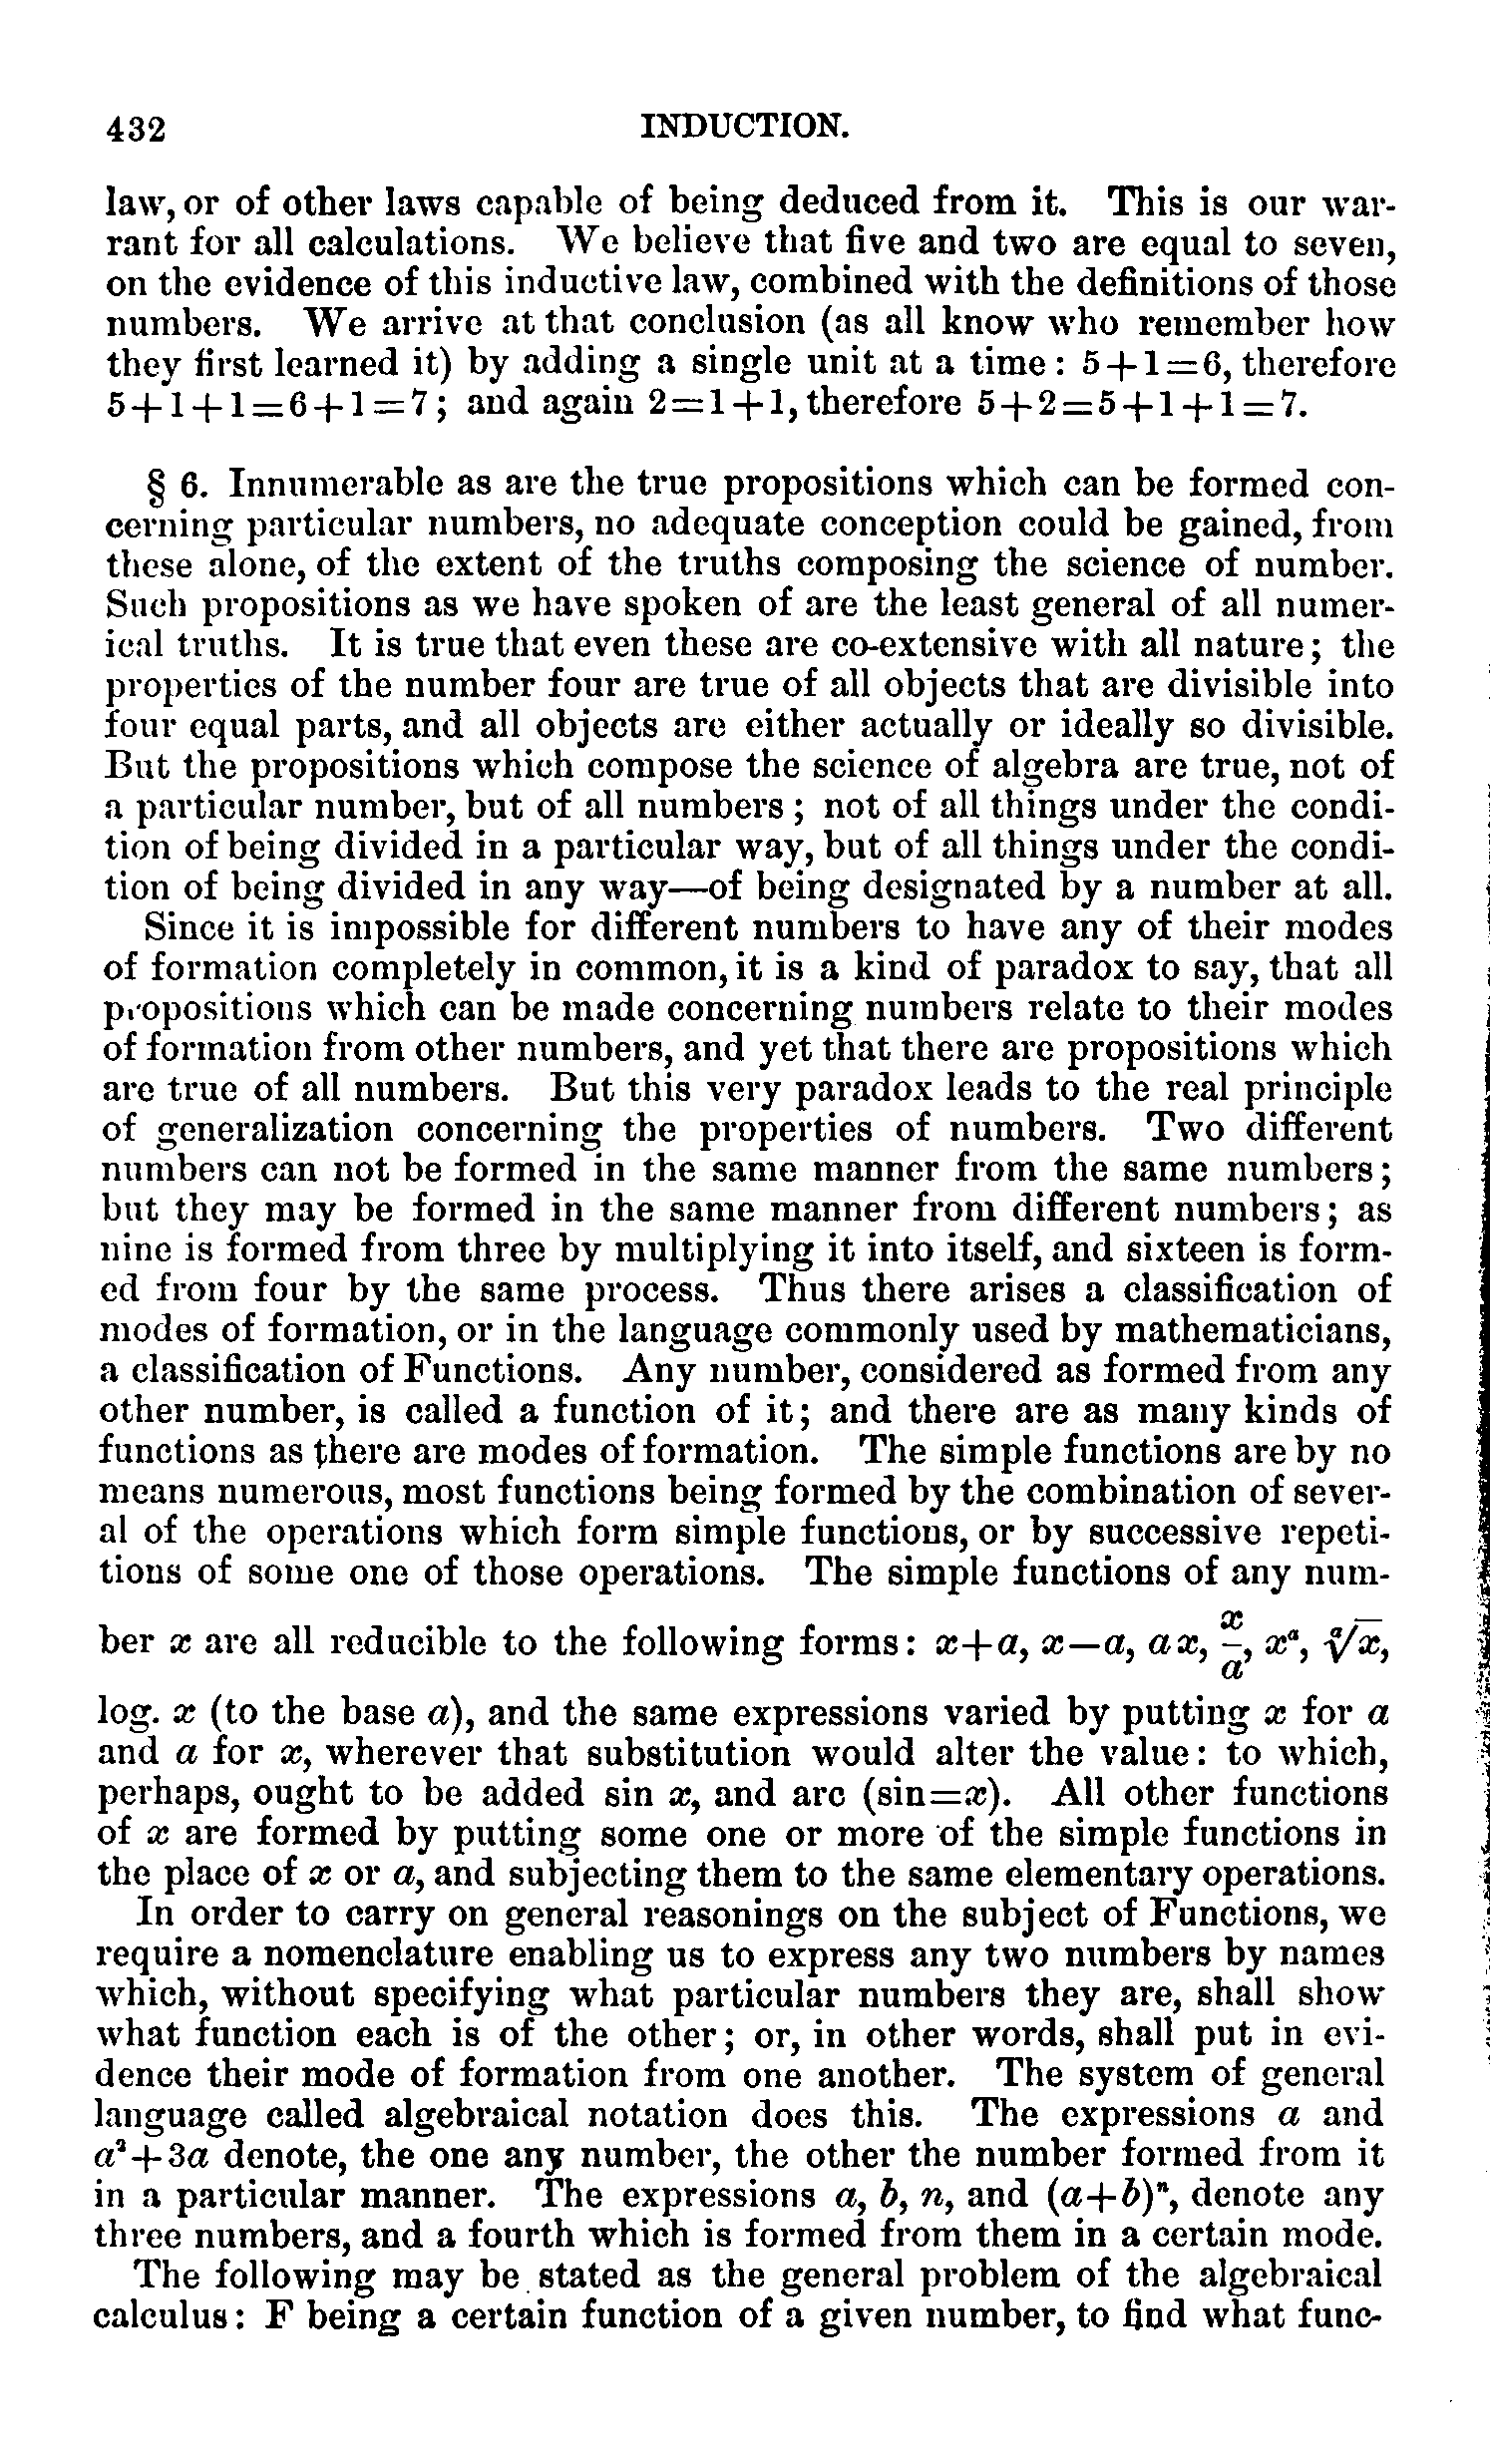 432 INDUCTION.
law, or of other laws capable of being deduced from it. This is our war-
rant for all calculations. We believe that five and two are equal to seven,
on the evidence of this inductive law, combined with the definitions of those
numbers. We arrive at that conclusion (as all know who remember how
they first learned it) by adding a single unit at a time: 5+1=6, therefore
5+1+1=6+1=7; and again 2=1+1, therefore 5+2=5+1+1=7.
§ 6. Innumerable as are the true propositions which can be formed con-
cerning particular numbers, no adequate conception could be gained, from
these alone, of the extent of the truths composing the science of number.
Such propositions as we have spoken of are the least general of all numer-
ical truths. It is true that even these are co-extensive with all nature; the
properties of the number four are true of all objects that are divisible into
four equal parts, and all objects are either actually or ideally so divisible.
But the propositions which compose the science of algebra are true, not of
a particular number, but of all numbers; not of all things under the condi-
tion of being divided in a particular way, but of all things under the condi-
tion of being divided in any way—of being designated by a number at all.
Since it is impossible for different numbers to have any of their modes
of formation completely in common, it is a kind of paradox to say, that all
propositions which can be made concerning numbers relate to their modes
of formation from other numbers, and yet that there are propositions which
are true of all numbers. But this very paradox leads to the real principle
of generalization concerning the properties of numbers. Two different
numbers can not be formed in the same manner from the same numbers;
but they may be formed in the same manner from different numbers; as
nine is formed from three by multiplying it into itself, and sixteen is form-
ed from four by the same process. Thus there arises a classification of
modes of formation, or in the language commonly used by mathematicians,
a classification of Functions. Any number, considered as formed from any
other number, is called a function of it; and there are as many kinds of
functions as there are modes of formation. The simple functions are by no
means numerous, most functions being formed by the combination of sever-
al of the operations which form simple functions, or by successive repeti-
tions of some one of those operations. The simple functions of any num-
ber x are all reducible to the following forms: x+a, x—a, ax, x/a, xᵃ, ᵃ√x,
log. x (to the base a), and the same expressions varied by putting x for a
and a for x, wherever that substitution would alter the value: to which,
perhaps, ought to be added sin x, and arc (sin=x). All other functions
of x are formed by putting some one or more of the simple functions in
the place of x or a, and subjecting them to the same elementary operations.
In order to carry on general reasonings on the subject of Functions, we
require a nomenclature enabling us to express any two numbers by names
which, without specifying what particular numbers they are, shall show
what function each is of the other; or, in other words, shall put in evi-
dence their mode of formation from one another. The system of general
language called algebraical notation does this. The expressions a and
a²+3a denote, the one any number, the other the number formed from it
in a particular manner. The expressions a, b, n, and (a+b)ⁿ, denote any
three numbers, and a fourth which is formed from them in a certain mode.
The following may be stated as the general problem of the algebraical
calculus: F being a certain function of a given number, to find what func-